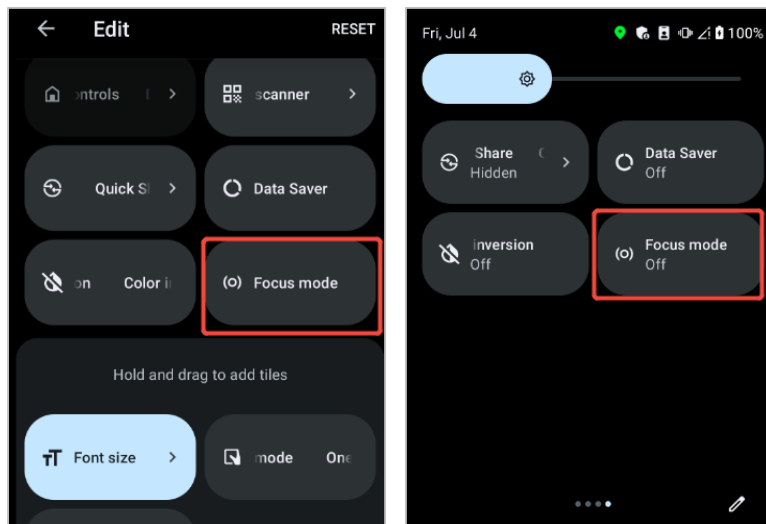 Edit
RESET
ntrols
scanner
Quick S
Data Saver
on Color i
Focus mode
Hold and drag to add tiles
Font size
mode One
Fri, Jul 4
100%
Share
Hidden
Data Saver
Off
inversion
Off
Focus mode
Off